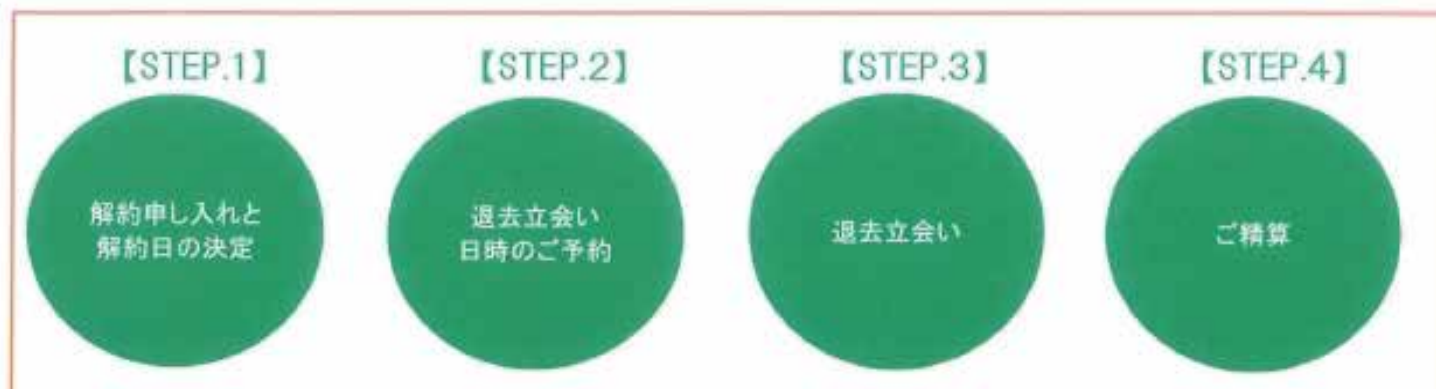 【STEP.1】
解約申し入れと
解約日の決定
【STEP.2】
退去立会い
日時のご予約
【STEP.3】
退去立会い
【STEP.4】
ご精算